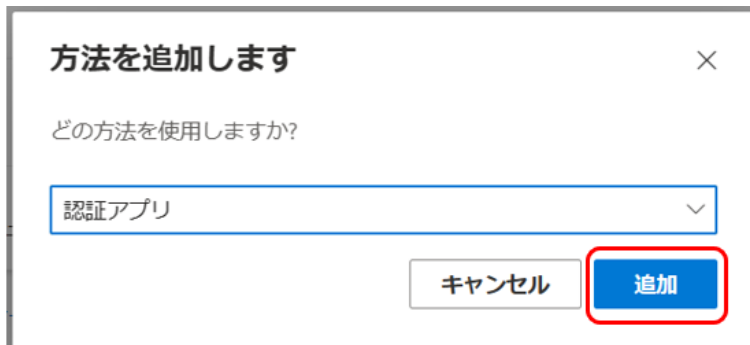 方法を追加します
どの方法を使用しますか?
認証アプリ
キャンセル
追加